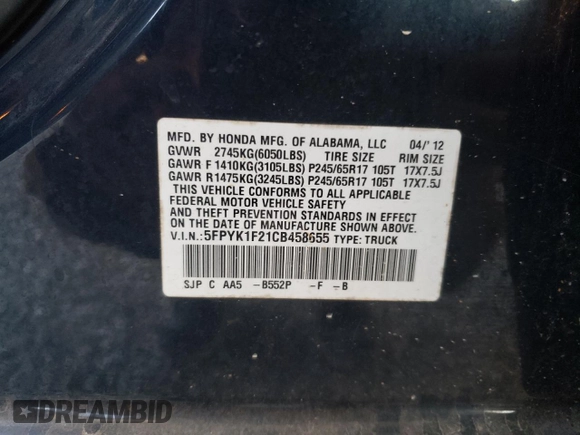 MFD. BY HONDA MFG. OF ALABAMA, LLC 04/'12
GVWR 2745KG(6050LBS) TIRE SIZE RIM SIZE
GAWR F 1410KG(3105LBS) P245/65R17 105T 17X7.5J
GAWR R1475KG(3245LBS) P245/65R17 105T 17X7.5J
THIS VEHICLE CONFORMS TO ALL APPLICABLE
FEDERAL MOTOR VEHICLE SAFETY
AND THEFT PREVENTION STANDARDS IN EFFECT
ON THE DATE OF MANUFACTURE SHOWN ABOVE.
V.I.N.:5FPYK1F21CB458655 TYPE: TRUCK
SJP C AA5 -B552P -F -B
DREAMBID